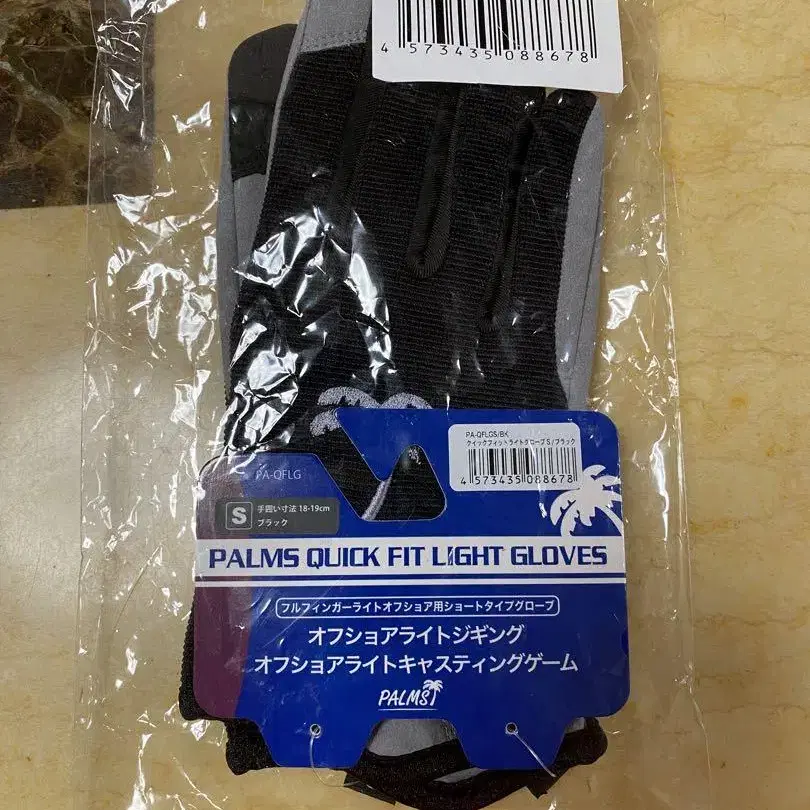 4 573435 088678
PA-QFLGS/BK
クイックフィットライトグローブ S/ブラック
4 573435 088678
PA-QFLG
S
手囲い寸法 18-19cm
ブラック
PALMS QUICK FIT LIGHT GLOVES
フルフィンガーライトオフショア用ショートタイプグローブ
オフショアライトジギング
オフショアライトキャスティングゲーム
PALMS